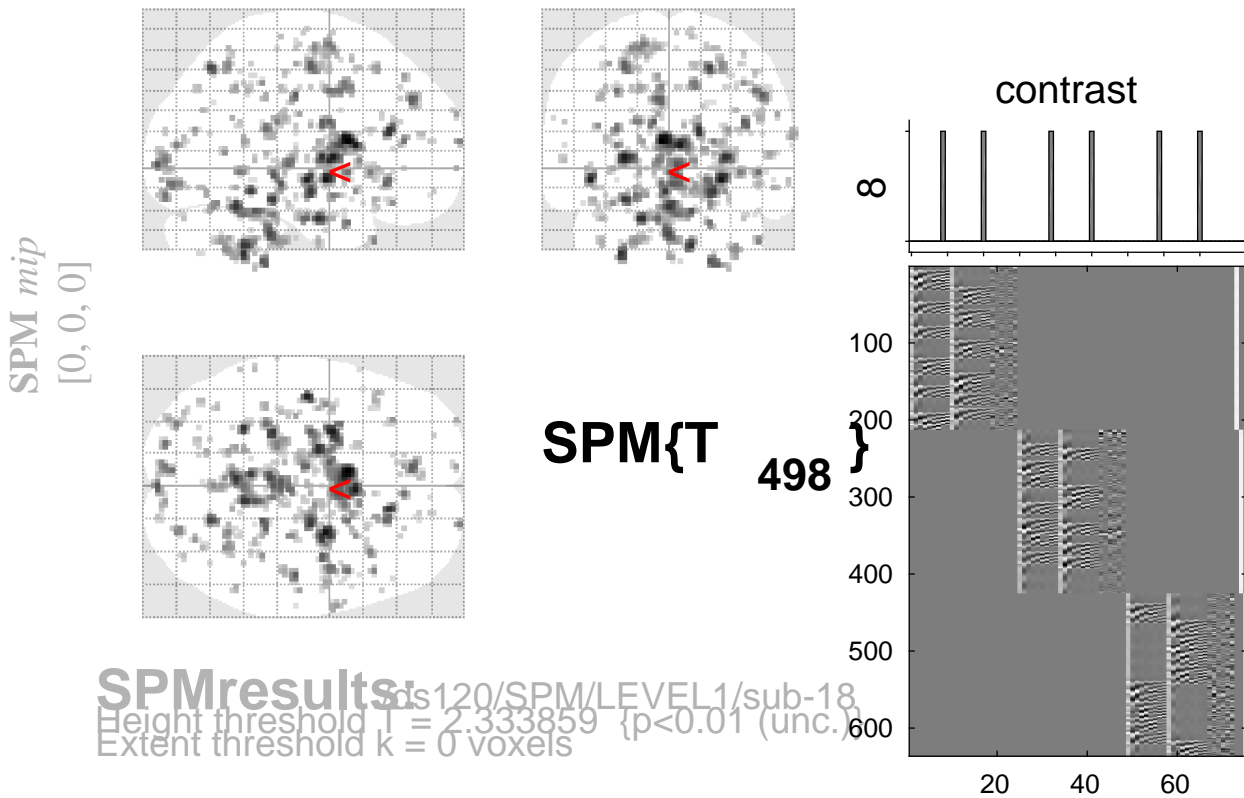 SPM mip
[0, 0, 0]
<
<
<
SPM{T498}
contrast
8
100
200
300
400
500
600
20 40 60
SPMresults: /ds120/SPM/LEVEL1/sub-18
Height threshold T = 2.333859 {p<0.01 (unc.)}
Extent threshold k = 0 voxels